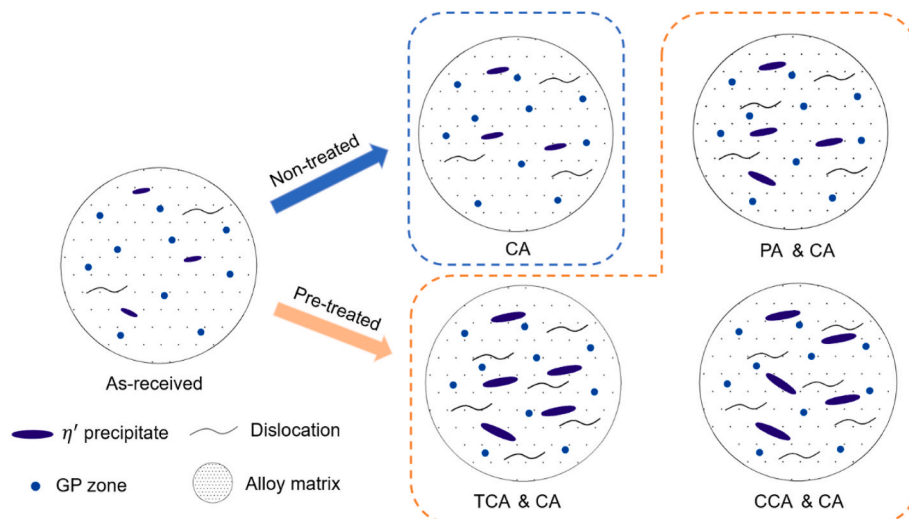 Non-treated
CA
PA & CA
Pre-treated
As-received
η′ precipitate
Dislocation
GP zone
Alloy matrix
TCA & CA
CCA & CA